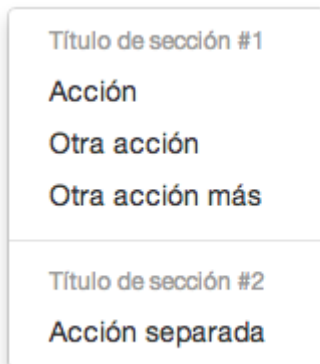 Título de sección #1
Acción
Otra acción
Otra acción más
Título de sección #2
Acción separada